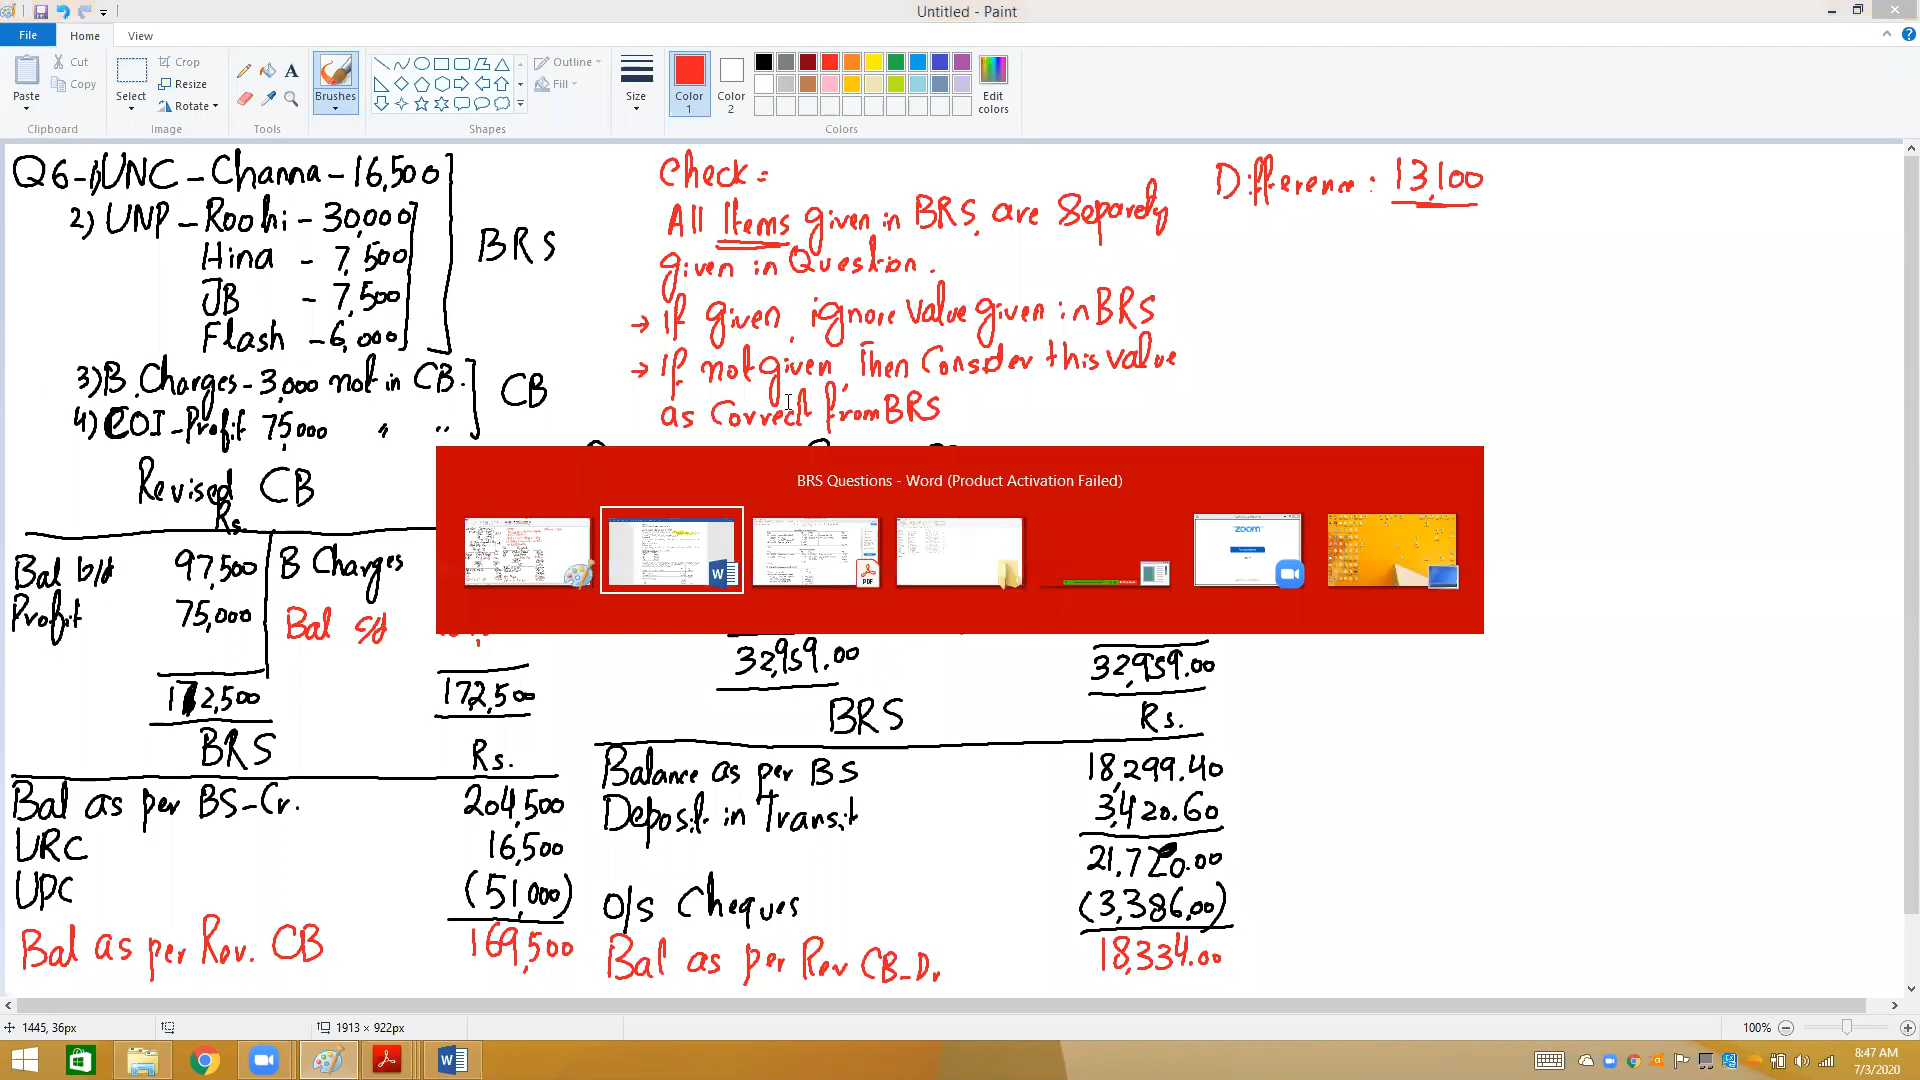 Untitled - Paint
File Home View
Paste
Cut
Copy
Clipboard
Select
Crop
Resize
Rotate
Image
Tools
Brushes
Shapes
Outline
Fill
Size
Color 1
Color 2
Edit colors
Colors
Q6-1) UNC - Channa - 16,500
2) UNP - Roohi - 30,000
Hina - 7,500
JB - 7,500
Flash - 6,000
BRS
3) B. Charges - 3,000 not in CB.
4) COI - Profit 75,000 " "
CB
Check =
All Items given in BRS are Separetly
given in Question.
→ If given, ignore Value given in BRS
→ If not given, Then Consider this value
as Correct from BRS
Difference : 13,100
Revised CB
Rs.
Bal b/d 97,500 B Charges
Profit 75,000 Bal c/d
172,500 172,500
BRS Rs.
Bal as per BS-Cr. 204,500
URC 16,500
UPC (51,000)
Bal as per Rev. CB 169,500
BRS Questions - Word (Product Activation Failed)
W
PDF
zoom
32,959.00 32,959.00
BRS Rs.
Balance as per BS 18,299.40
Deposit in Transit 3,420.60
21,720.00
O/S Cheques (3,386.00)
Bal as per Rev CB-Dr 18,334.00
1445, 36px
1913 × 922px
100%
8:47 AM
7/3/2020